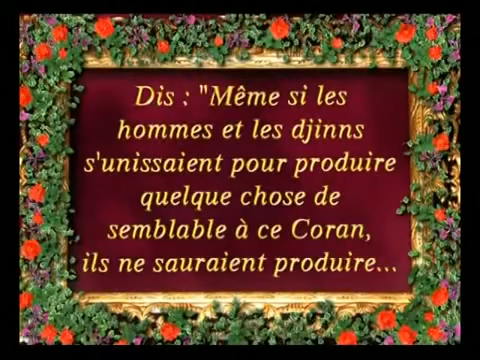 Dis : "Même si les
hommes et les djinns
s'unissaient pour produire
quelque chose de
semblable à ce Coran,
ils ne sauraient produire...